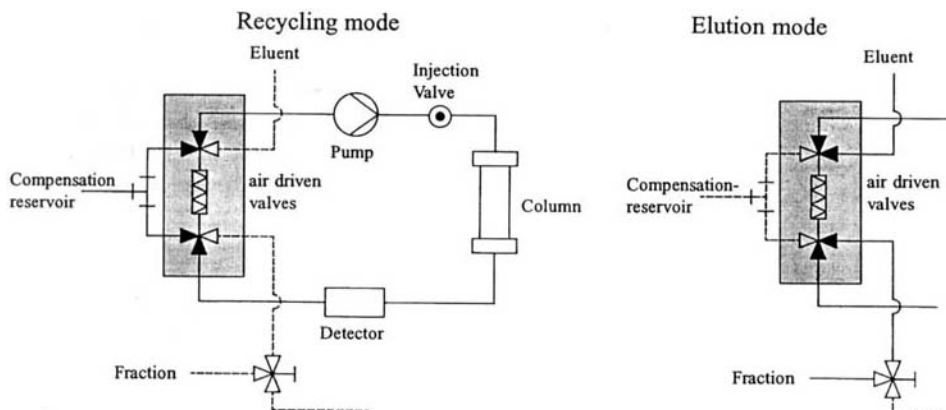 Recycling mode
Eluent
Injection
Valve
Pump
Compensation
reservoir
air driven
valves
Column
Detector
Fraction
Elution mode
Eluent
Compensation-
reservoir
air driven
valves
Fraction